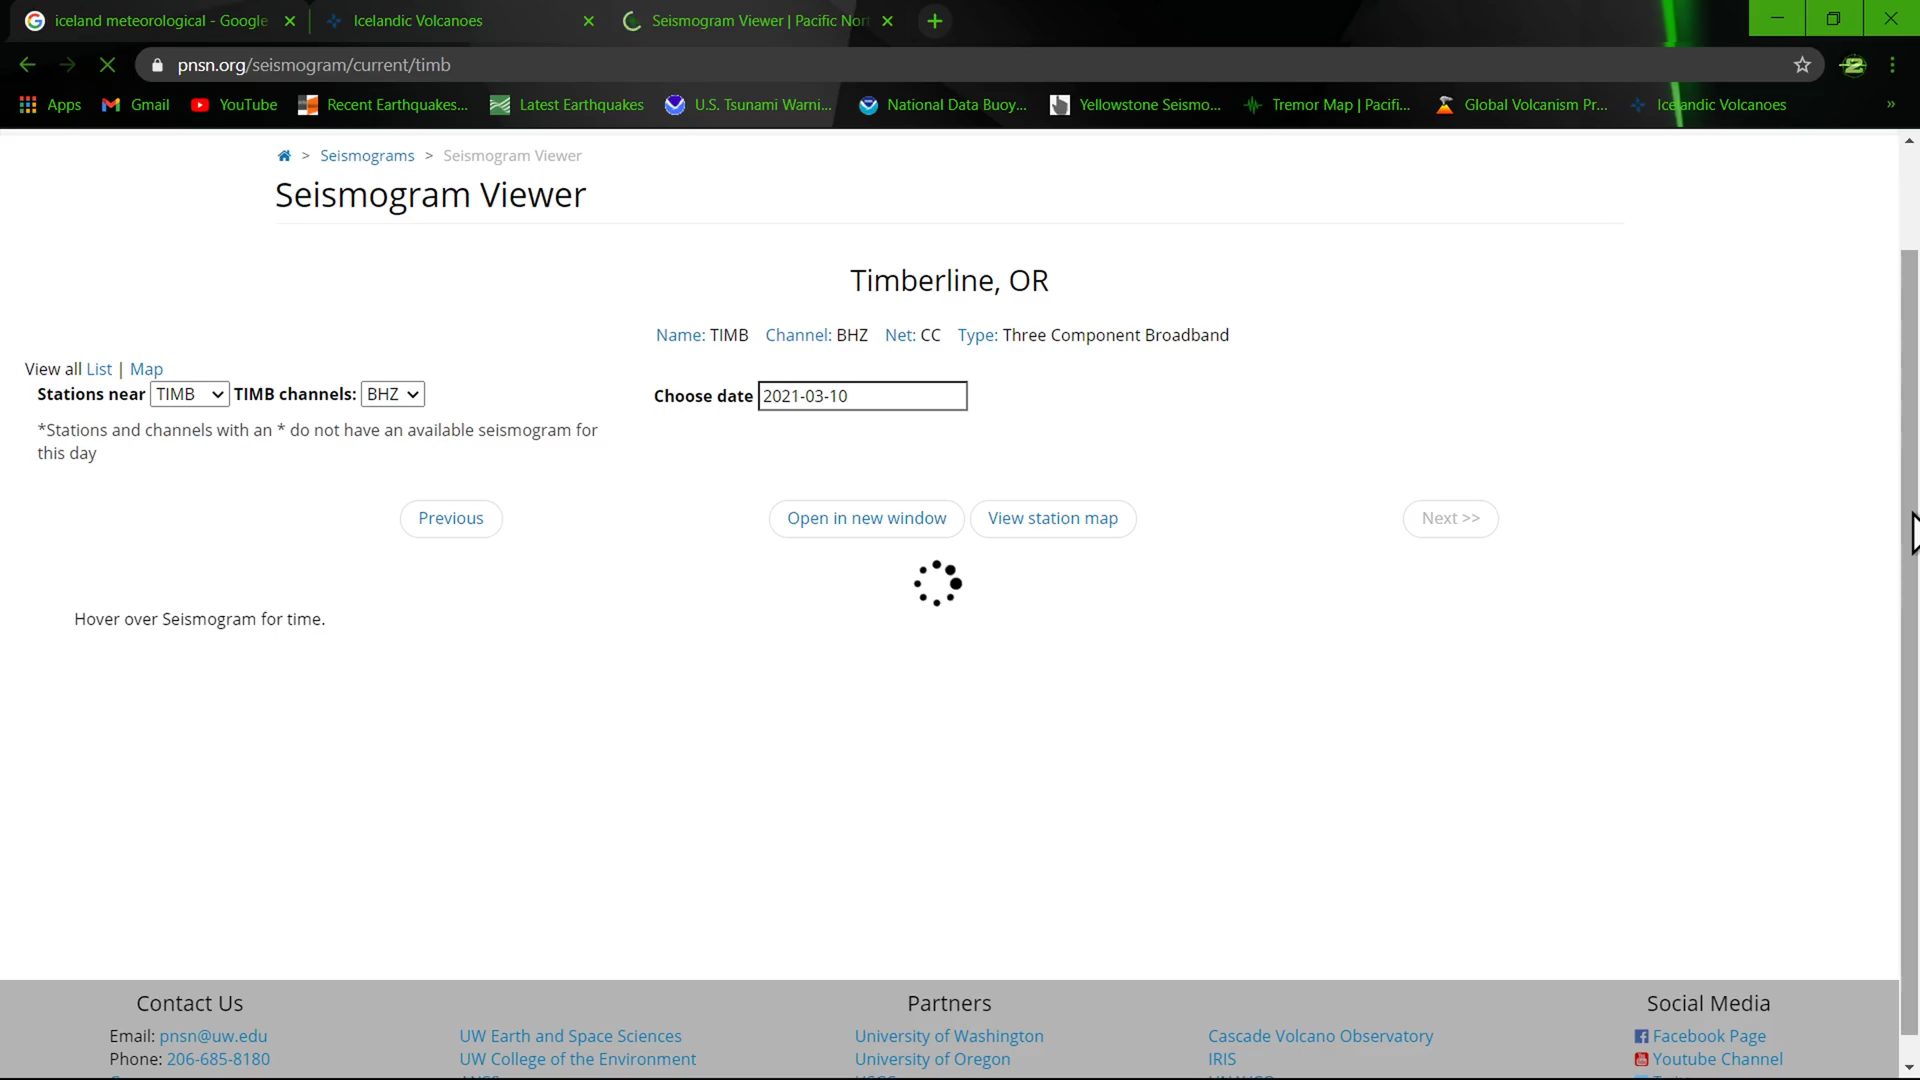 iceland meteorological - Google
Icelandic Volcanoes
Seismogram Viewer | Pacific Nort
pnsn.org/seismogram/current/timb
Apps
Gmail
YouTube
Recent Earthquakes...
Latest Earthquakes
U.S. Tsunami Warni...
National Data Buoy...
Yellowstone Seismo...
Tremor Map | Pacifi...
Global Volcanism Pr...
Icelandic Volcanoes
»
> Seismograms > Seismogram Viewer
Seismogram Viewer
Timberline, OR
Name: TIMB Channel: BHZ Net: CC Type: Three Component Broadband
View all List | Map
Stations near TIMB TIMB channels: BHZ
Choose date 2021-03-10
*Stations and channels with an * do not have an available seismogram for
this day
Previous
Open in new window
View station map
Next >>
Hover over Seismogram for time.
Contact Us
Email: pnsn@uw.edu
Phone: 206-685-8180
UW Earth and Space Sciences
UW College of the Environment
Partners
University of Washington
University of Oregon
Cascade Volcano Observatory
IRIS
Social Media
Facebook Page
Youtube Channel